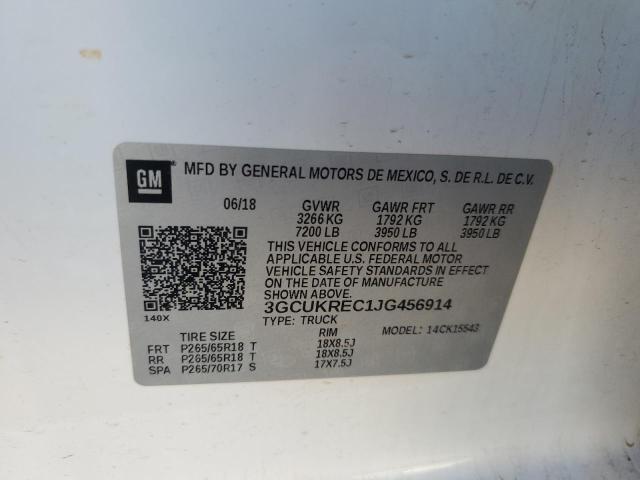 GM
MFD BY GENERAL MOTORS DE MEXICO, S. DE R.L. DE C.V.
06/18 GVWR GAWR FRT GAWR RR
3266 KG 1792 KG 1792 KG
7200 LB 3950 LB 3950 LB
THIS VEHICLE CONFORMS TO ALL
APPLICABLE U.S. FEDERAL MOTOR
VEHICLE SAFETY STANDARDS IN EFFECT
ON THE DATE OF MANUFACTURE
SHOWN ABOVE.
3GCUKREC1JG456914
140X TYPE: TRUCK MODEL: 14CK15543
TIRE SIZE RIM
FRT P265/65R18 T 18X8.5J
RR P265/65R18 T 18X8.5J
SPA P265/70R17 S 17X7.5J